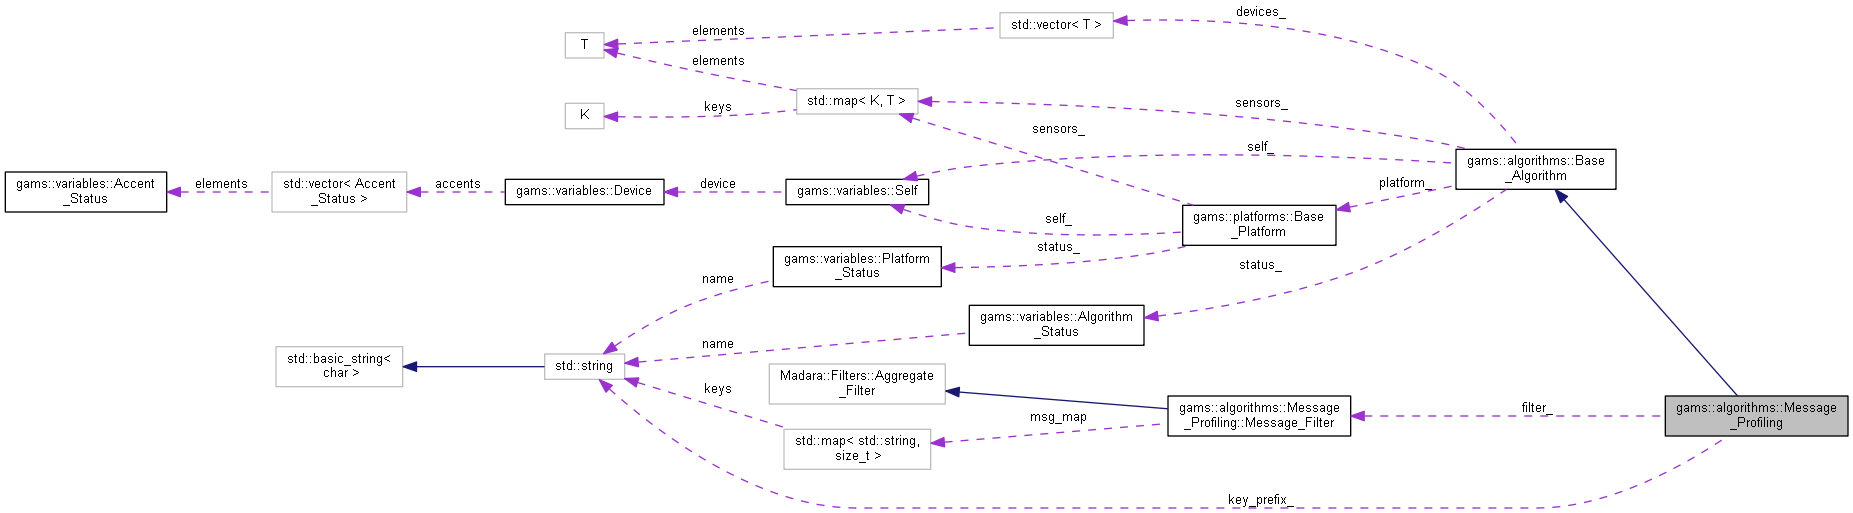 devices_
std::vector< T >
elements
T
elements
std::map< K, T >
keys
K
sensors_
sensors_
self_
gams::algorithms::Base
_Algorithm
platform_
gams::variables::Accent
_Status
elements
std::vector< Accent
_Status >
accents
gams::variables::Device
device
gams::variables::Self
self_
gams::platforms::Base
_Platform
status_
gams::variables::Platform
_Status
name
status_
gams::variables::Algorithm
_Status
name
std::basic_string<
char >
std::string
Madara::Filters::Aggregate
_Filter
keys
msg_map
gams::algorithms::Message
_Profiling::Message_Filter
filter_
gams::algorithms::Message
_Profiling
std::map< std::string,
size_t >
key_prefix_